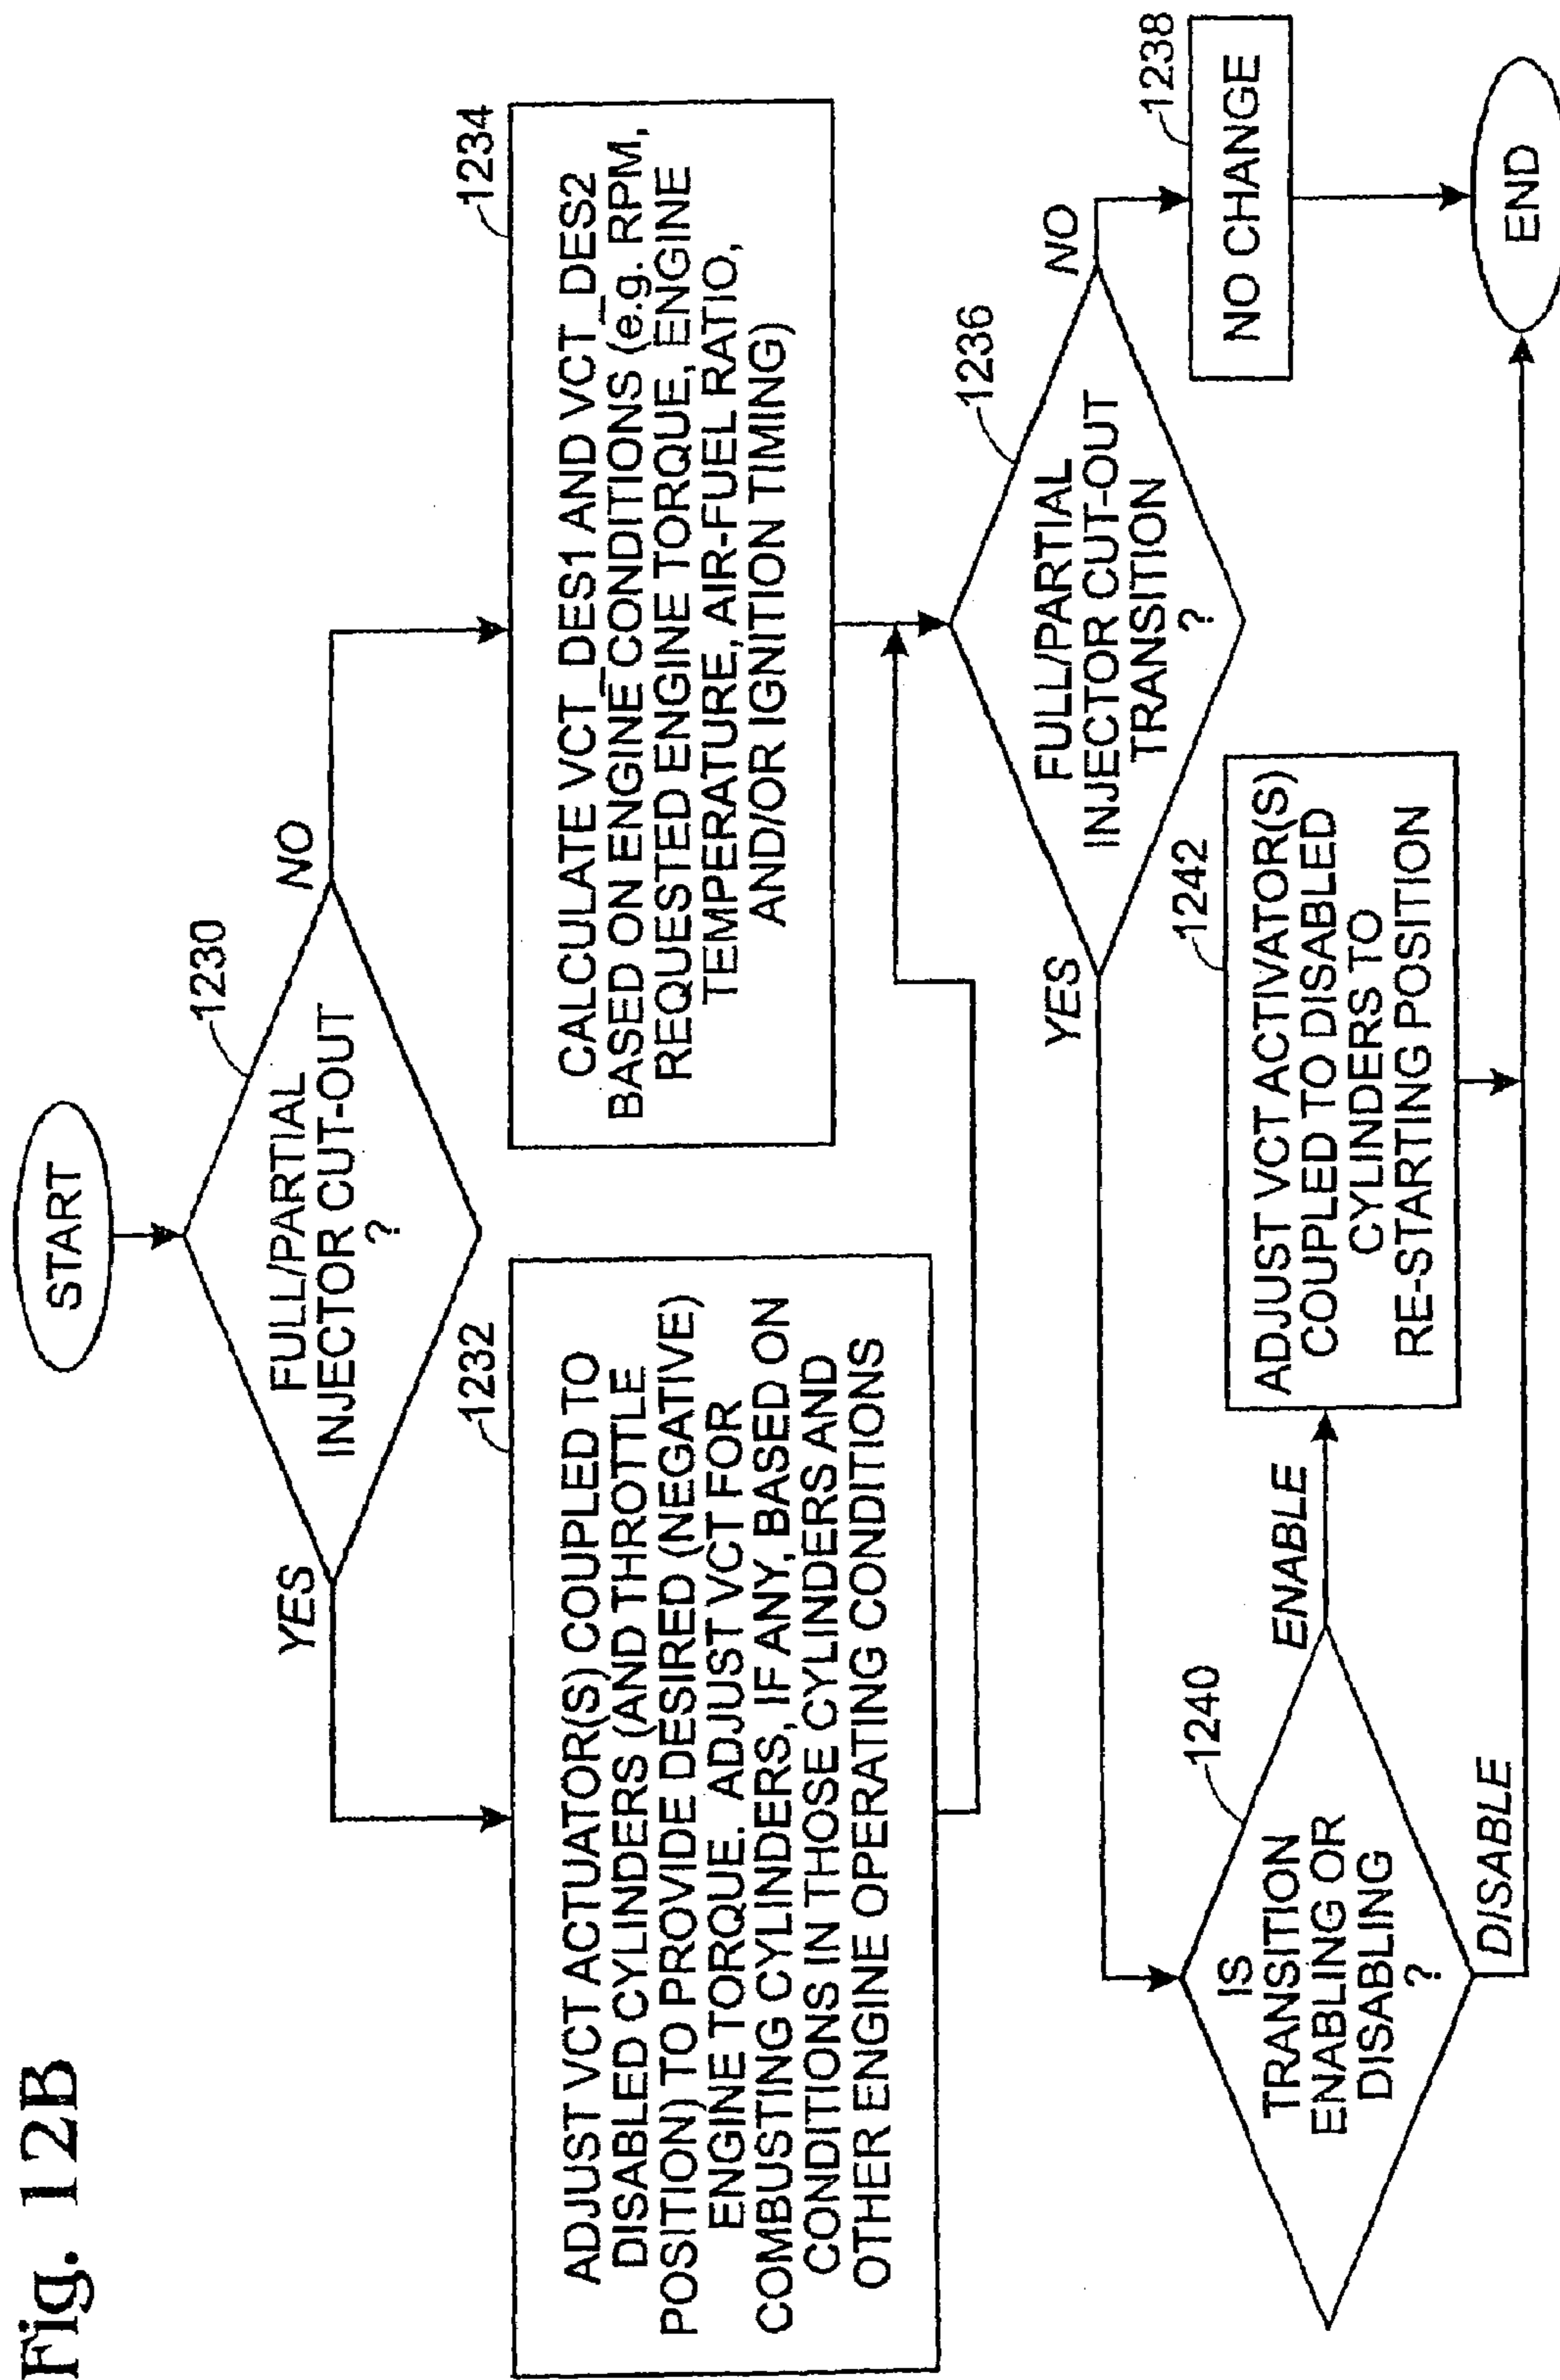 Fig. 12B
START
1230
FULL/PARTIAL
INJECTOR CUT-OUT
?
YES
NO
1232
ADJUST VCT ACTUATOR(S) COUPLED TO
DISABLED CYLINDERS (AND THROTTLE
POSITION) TO PROVIDE DESIRED (NEGATIVE)
ENGINE TORQUE. ADJUST VCT FOR
COMBUSTING CYLINDERS, IF ANY, BASED ON
CONDITIONS IN THOSE CYLINDERS AND
OTHER ENGINE OPERATING CONDITIONS
1234
CALCULATE VCT_DES1 AND VCT_DES2
BASED ON ENGINE CONDITIONS (e.g. RPM,
REQUESTED ENGINE TORQUE, ENGINE
TEMPERATURE, AIR-FUEL RATIO,
AND/OR IGNITION TIMING)
1236
FULL/PARTIAL
INJECTOR CUT-OUT
TRANSITION
?
YES
NO
1238
NO CHANGE
1240
IS
TRANSITION
ENABLING OR
DISABLING
?
ENABLE
DISABLE
1242
ADJUST VCT ACTIVATOR(S)
COUPLED TO DISABLED
CYLINDERS TO
RE-STARTING POSITION
END